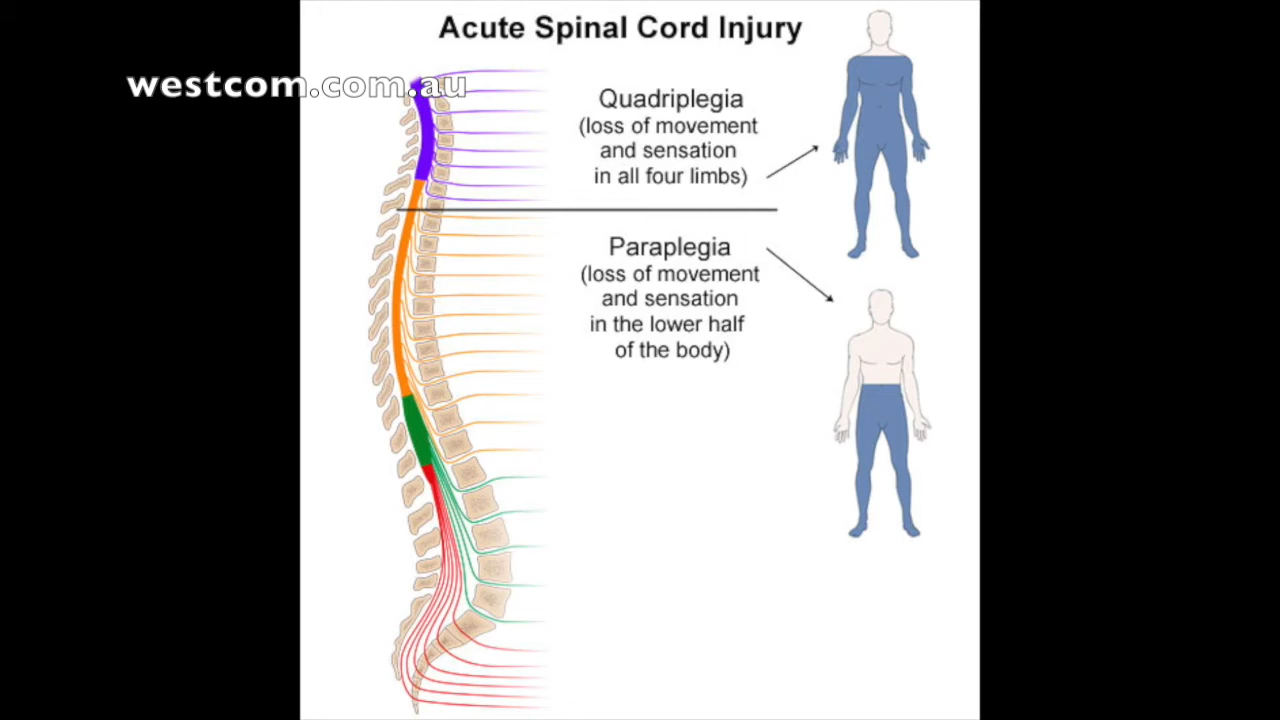 Acute Spinal Cord Injury
westcom.com.au
Quadriplegia
(loss of movement
and sensation
in all four limbs)
Paraplegia
(loss of movement
and sensation
in the lower half
of the body)